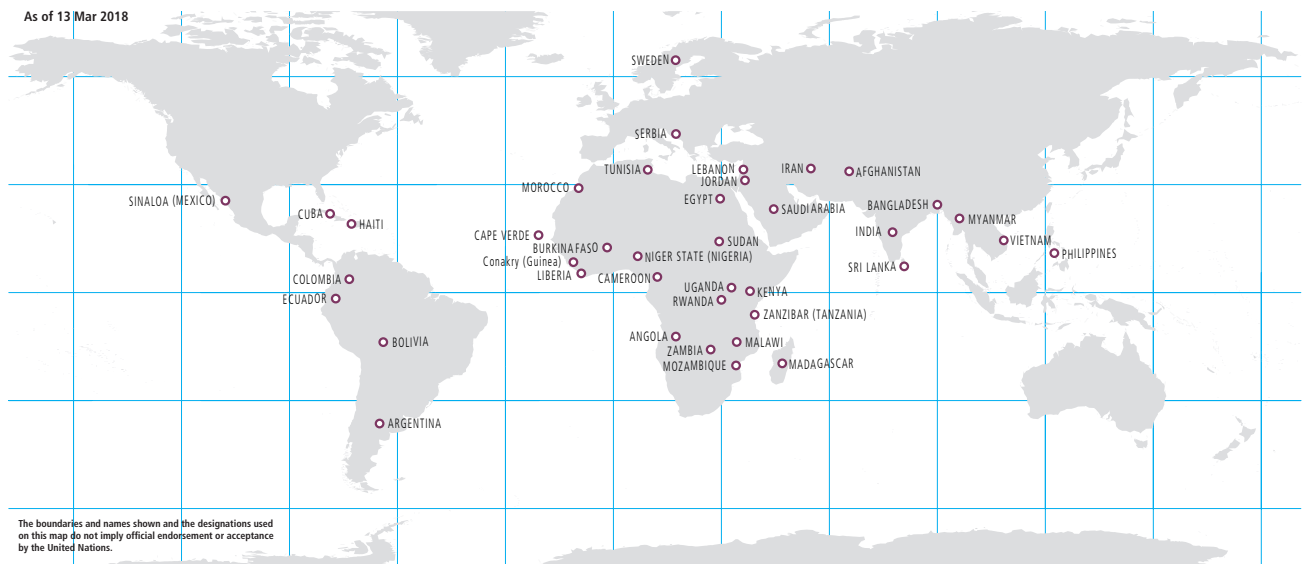 As of 13 Mar 2018
SWEDEN
SERBIA
TUNISIA
LEBANON
IRAN
AFGHANISTAN
JORDAN
MOROCCO
EGYPT
SINALOA (MEXICO)
SAUDI ARABIA
BANGLADESH
CUBA
HAITI
MYANMAR
INDIA
CAPE VERDE
SUDAN
VIETNAM
BURKINA FASO
PHILIPPINES
NIGER STATE (NIGERIA)
Conakry (Guinea)
SRI LANKA
LIBERIA
COLOMBIA
CAMEROON
UGANDA
KENYA
ECUADOR
RWANDA
ZANZIBAR (TANZANIA)
ANGOLA
BOLIVIA
MALAWI
ZAMBIA
MOZAMBIQUE
MADAGASCAR
ARGENTINA
The boundaries and names shown and the designations used
on this map do not imply official endorsement or acceptance
by the United Nations.